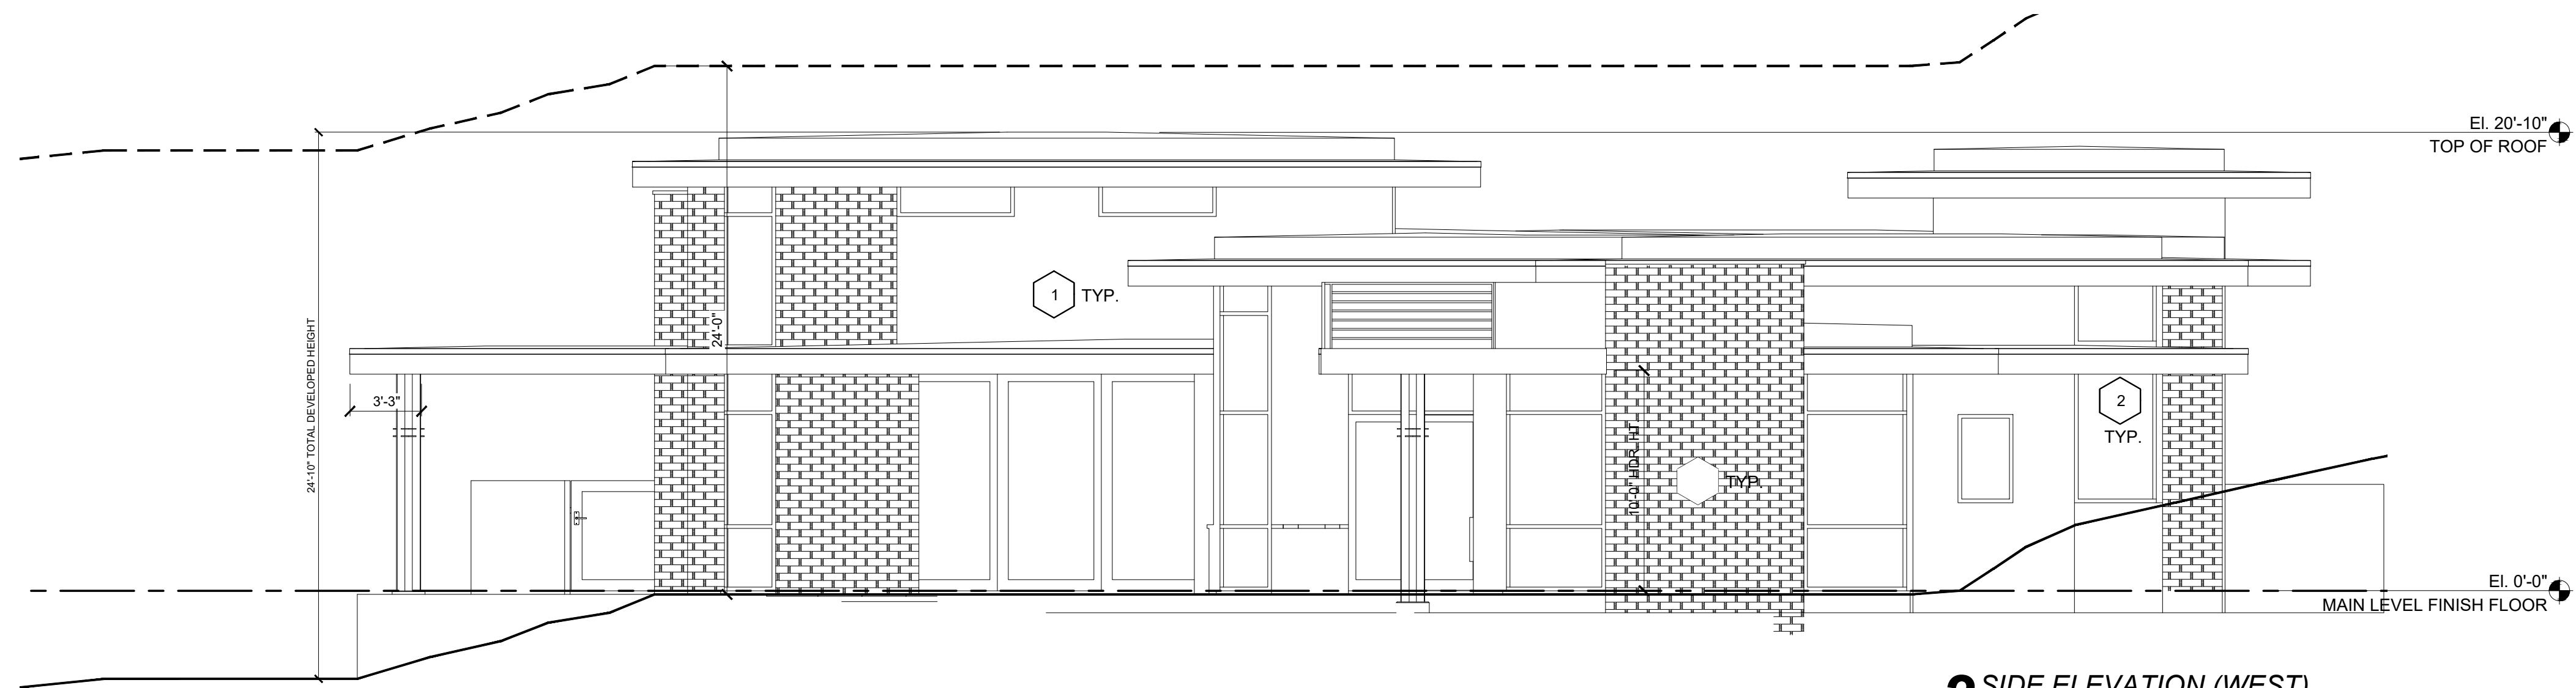 El. 20'-10"
TOP OF ROOF
1 TYP.
24'-0"
24'-10" TOTAL DEVELOPED HEIGHT
3'-3"
2
TYP.
10'-0" HDR. HT.
TYP.
El. 0'-0"
MAIN LEVEL FINISH FLOOR
SIDE ELEVATION (WEST)